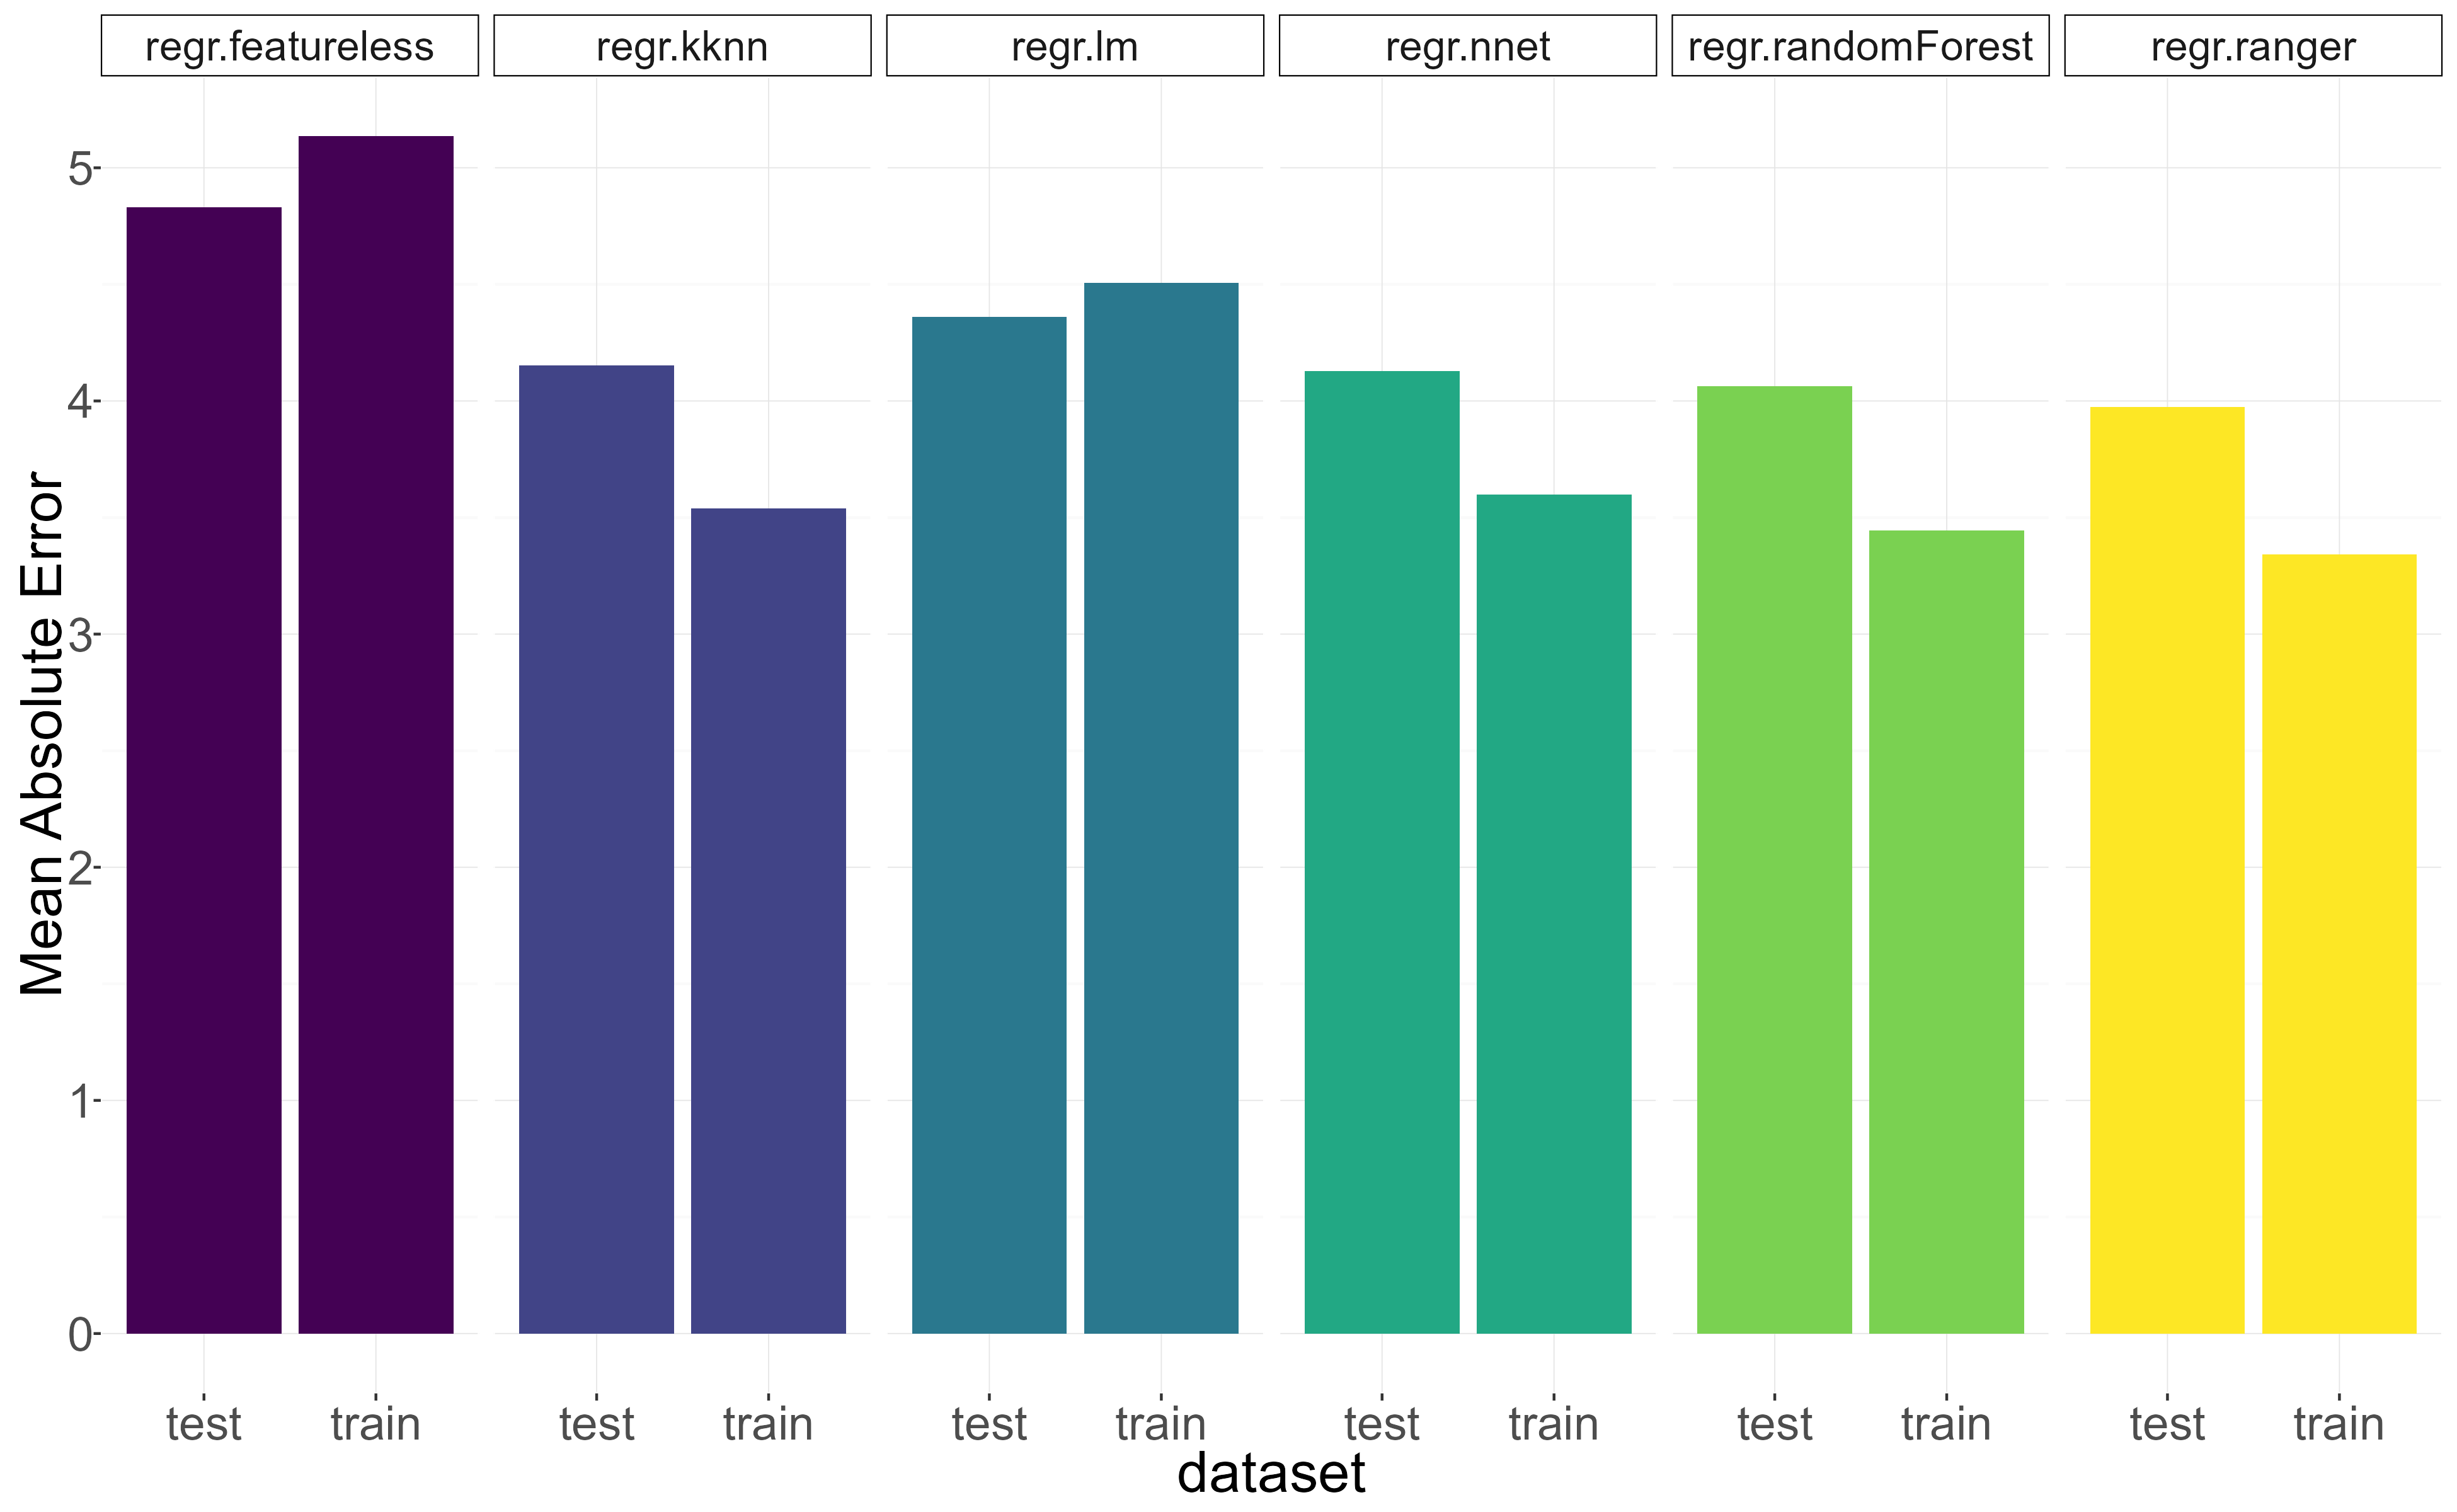 regr.featureless regr.kknn regr.lm regr.nnet regr.randomForest regr.ranger
Mean Absolute Error
5
4
3
2
1
0
test train test train test train test train test train test train
dataset